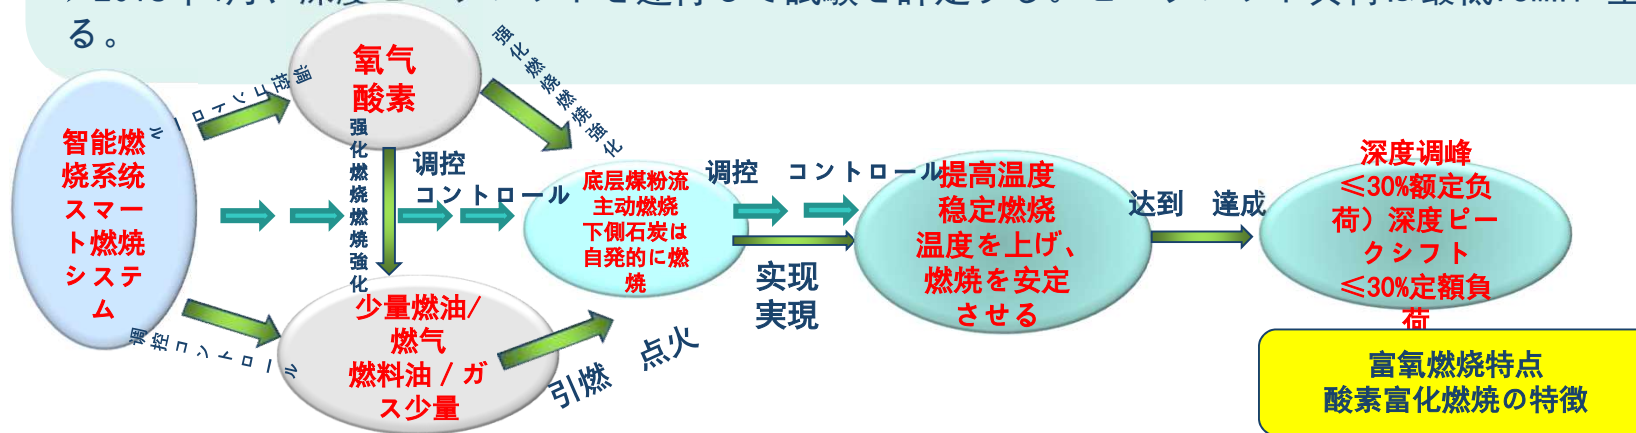 る。
氧气
酸素
强化燃烧燃焼強化
调控コントロール
智能燃
烧系统
スマー
ト燃焼
システ
ム
强化燃烧燃焼強化
调控
コントロール
底层煤粉流
主动燃烧
下側石炭は
自発的に燃
焼
调控 コントロール
提高温度
稳定燃烧
温度を上げ、
燃焼を安定
させる
达到 達成
深度调峰
≤30%额定负
荷）深度ピー
クシフト
≤30%定額負
荷
实现
実現
调控コントロール
少量燃油/
燃气
燃料油／ガ
ス少量
引燃 点火
富氧燃烧特点
酸素富化燃焼の特徴